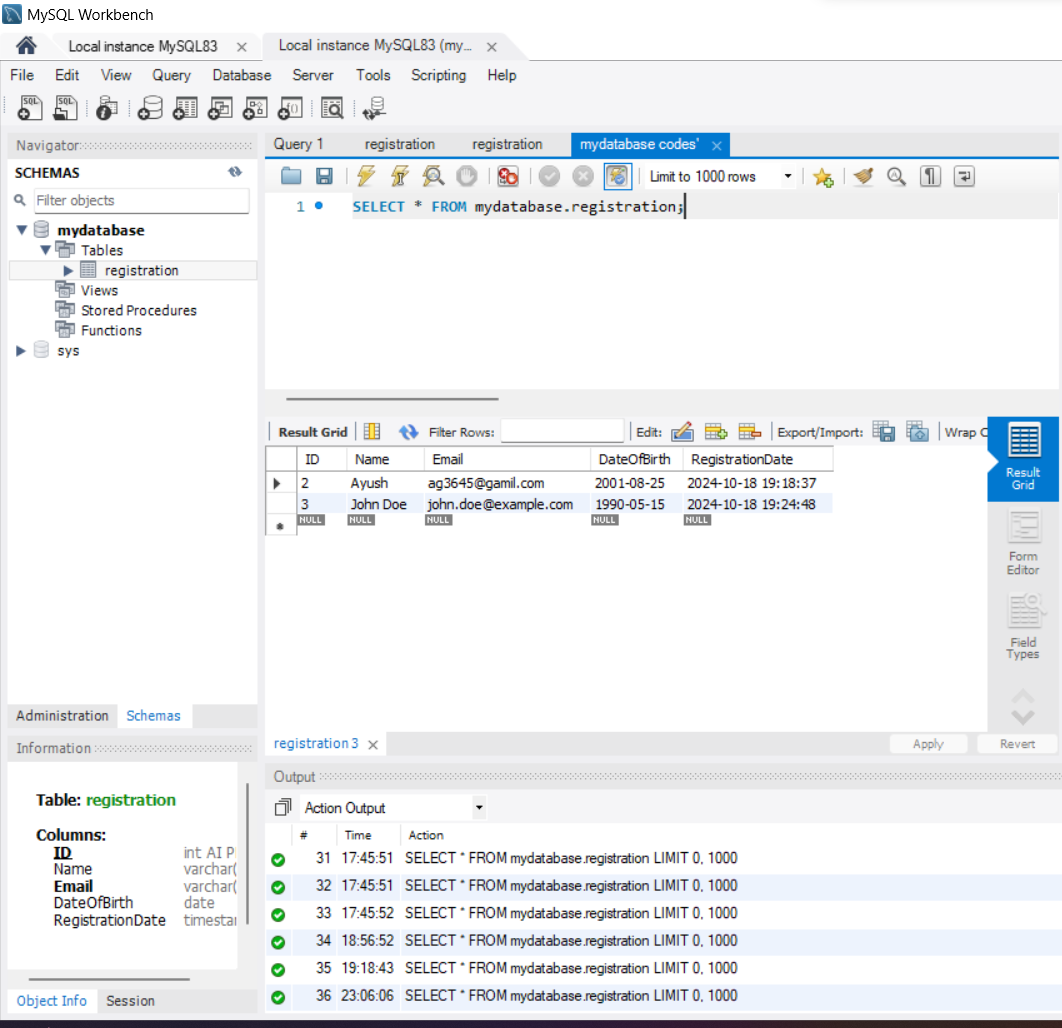 MySQL Workbench
Local instance MySQL83
Local instance MySQL83 (my...
File Edit View Query Database Server Tools Scripting Help
Navigator
SCHEMAS
Filter objects
mydatabase
Tables
registration
Views
Stored Procedures
Functions
sys
Administration Schemas
Information
Table: registration
Columns:
ID int AI P
Name varchar(
Email varchar(
DateOfBirth date
RegistrationDate timestar
Object Info Session
Query 1 registration registration mydatabase codes*
Limit to 1000 rows
1 SELECT * FROM mydatabase.registration;
Result Grid Filter Rows: Edit: Export/Import: Wrap C
ID Name Email DateOfBirth RegistrationDate
2 Ayush ag3645@gamil.com 2001-08-25 2024-10-18 19:18:37
3 John Doe john.doe@example.com 1990-05-15 2024-10-18 19:24:48
NULL NULL NULL NULL NULL
Result
Grid
Form
Editor
Field
Types
registration 3
Apply Revert
Output
Action Output
# Time Action
31 17:45:51 SELECT * FROM mydatabase.registration LIMIT 0, 1000
32 17:45:51 SELECT * FROM mydatabase.registration LIMIT 0, 1000
33 17:45:52 SELECT * FROM mydatabase.registration LIMIT 0, 1000
34 18:56:52 SELECT * FROM mydatabase.registration LIMIT 0, 1000
35 19:18:43 SELECT * FROM mydatabase.registration LIMIT 0, 1000
36 23:06:06 SELECT * FROM mydatabase.registration LIMIT 0, 1000